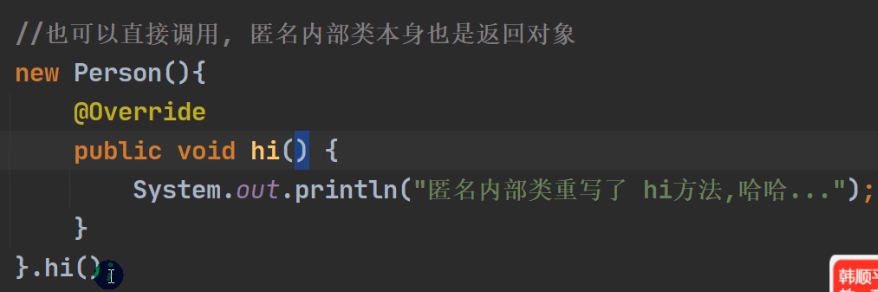 //也可以直接调用, 匿名内部类本身也是返回对象
new Person(){
@Override
public void hi() {
System.out.println("匿名内部类重写了 hi方法,哈哈...");
}
}.hi();
韩顺平